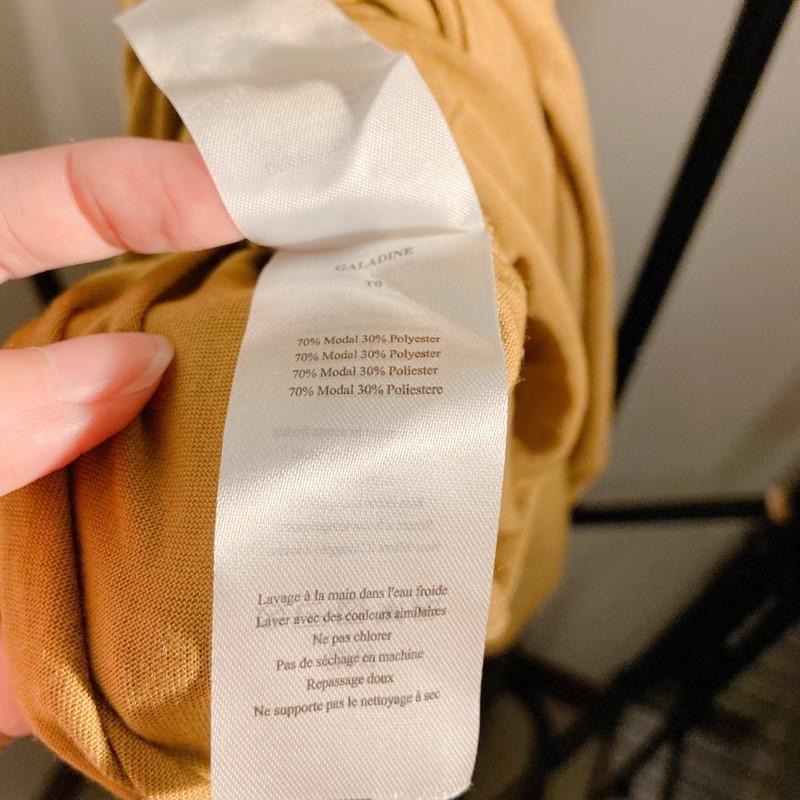 GALADINE
T0
70% Modal 30% Polyester
70% Modal 30% Polyester
70% Modal 30% Poliester
70% Modal 30% Poliestere
Lavage à la main dans l'eau froide
Layer avec des couleurs similaires
Ne pas chlorer
Pas de séchage en machine
Repassage doux
Ne supporte pas le nettoyage à sec